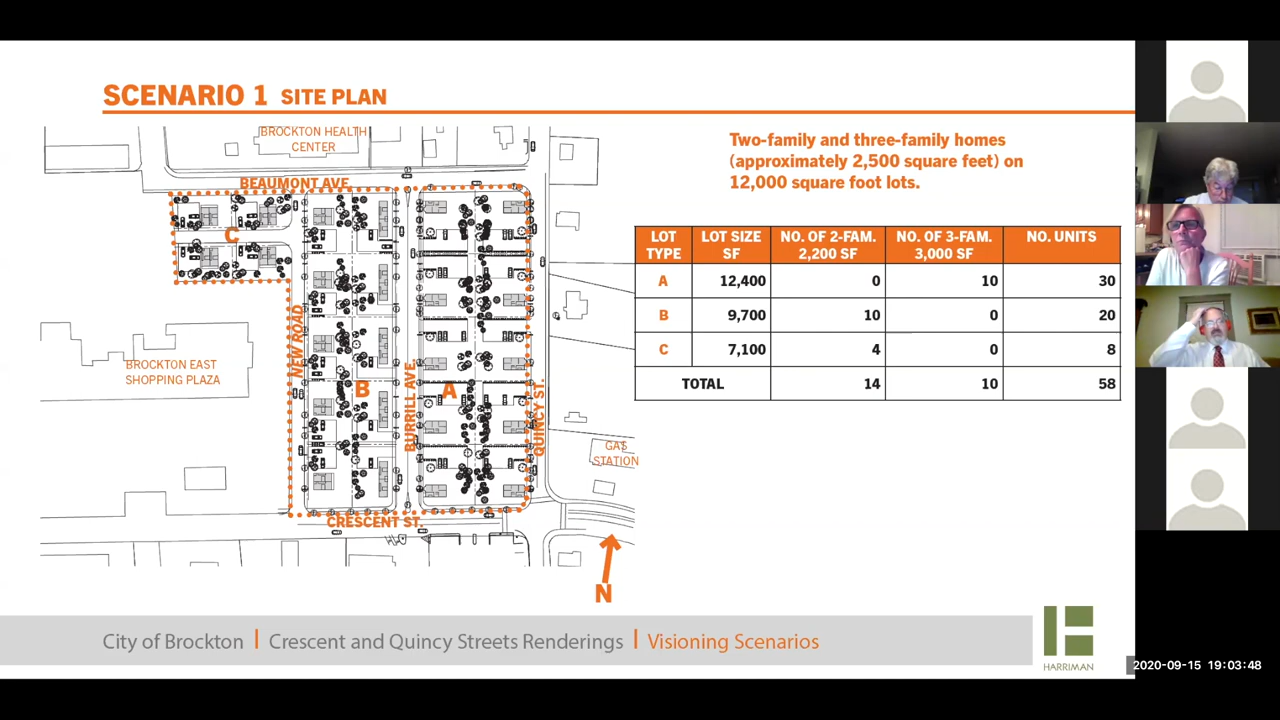 SCENARIO 1 SITE PLAN
BROCKTON HEALTH
CENTER
BEAUMONT AVE.
C
NEW ROAD
BROCKTON EAST
SHOPPING PLAZA
B
BURRILL AVE.
A
QUINCY ST.
GAS
STATION
CRESCENT ST.
N
Two-family and three-family homes
(approximately 2,500 square feet) on
12,000 square foot lots.
LOT TYPE LOT SIZE SF NO. OF 2-FAM. 2,200 SF NO. OF 3-FAM. 3,000 SF NO. UNITS
A 12,400 0 10 30
B 9,700 10 0 20
C 7,100 4 0 8
TOTAL 14 10 58
City of Brockton | Crescent and Quincy Streets Renderings | Visioning Scenarios
HARRIMAN
2020-09-15 19:03:48